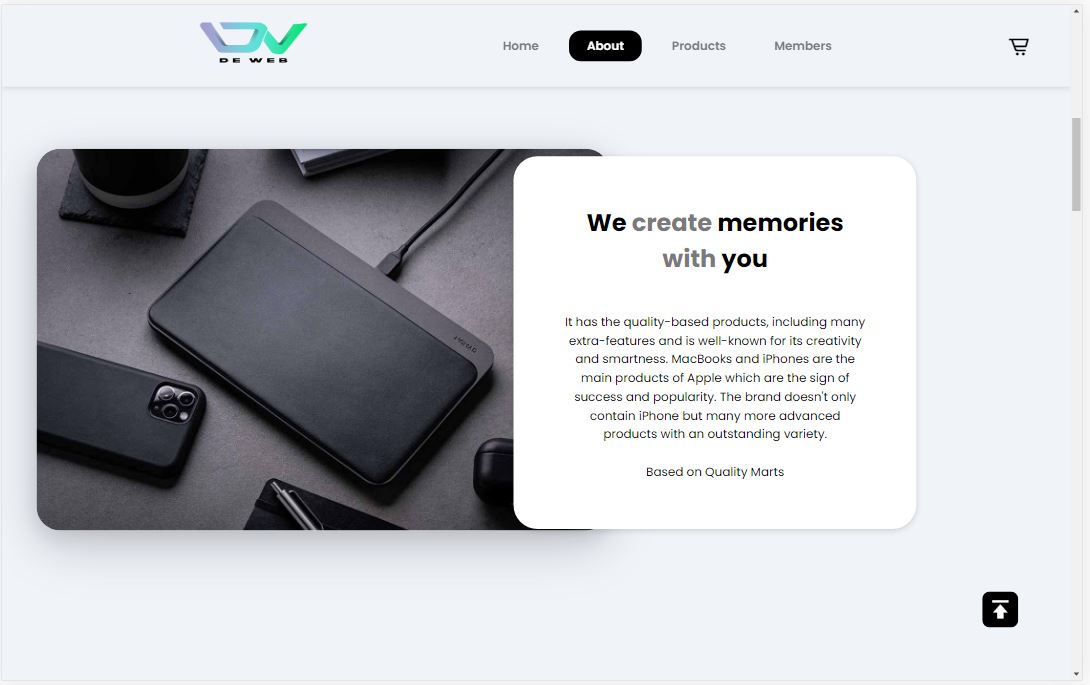 DE WEB
Home
About
Products
Members
We create memories
with you
It has the quality-based products, including many
extra-features and is well-known for its creativity
and smartness. MacBooks and iPhones are the
main products of Apple which are the sign of
success and popularity. The brand doesn't only
contain iPhone but many more advanced
products with an outstanding variety.
Based on Quality Marts